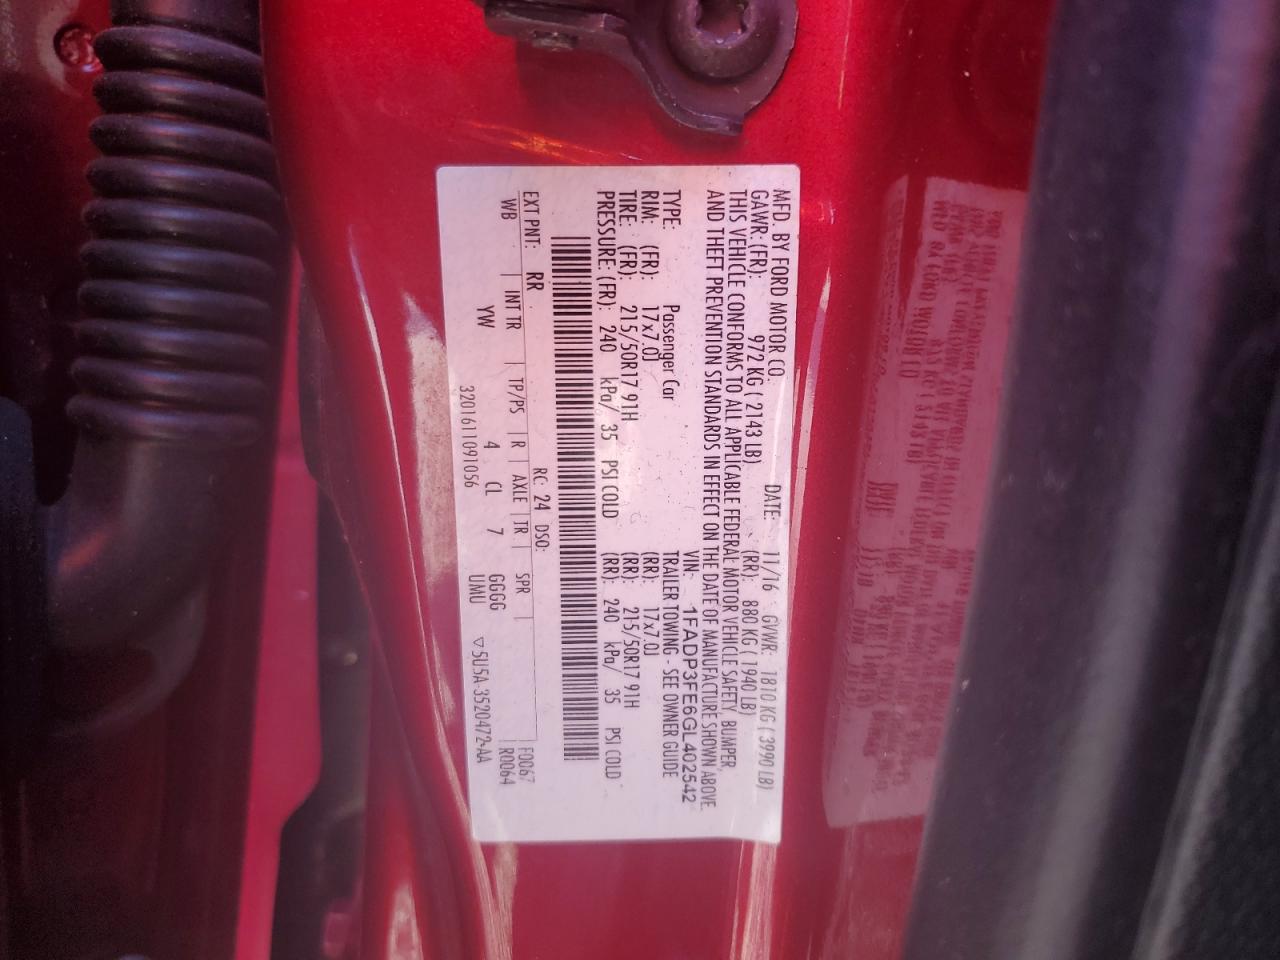 MFD. BY FORD MOTOR CO. DATE: 11/16 GVWR: 1810 KG ( 3990 LB)
GAWR: (FR): 972 KG ( 2143 LB) (RR): 880 KG ( 1940 LB)
THIS VEHICLE CONFORMS TO ALL APPLICABLE FEDERAL MOTOR VEHICLE SAFETY, BUMPER,
AND THEFT PREVENTION STANDARDS IN EFFECT ON THE DATE OF MANUFACTURE SHOWN ABOVE.
VIN: 1FADP3FE6GL402542
TYPE: Passenger Car TRAILER TOWING - SEE OWNER GUIDE
RIM: (FR): 17x7.0J (RR): 17x7.0J
TIRE: (FR): 215/50R17 91H (RR): 215/50R17 91H
PRESSURE: (FR): 240 kPa/ 35 PSI COLD (RR): 240 kPa/ 35 PSI COLD
RC: 24 DSO:
EXT PNT: RR F0067
WB INT TR TP/PS R AXLE TR SPR R0064
YW 4 CL 7 GGGG
UMU
3201611091056 ▽5U5A-3520472-AA